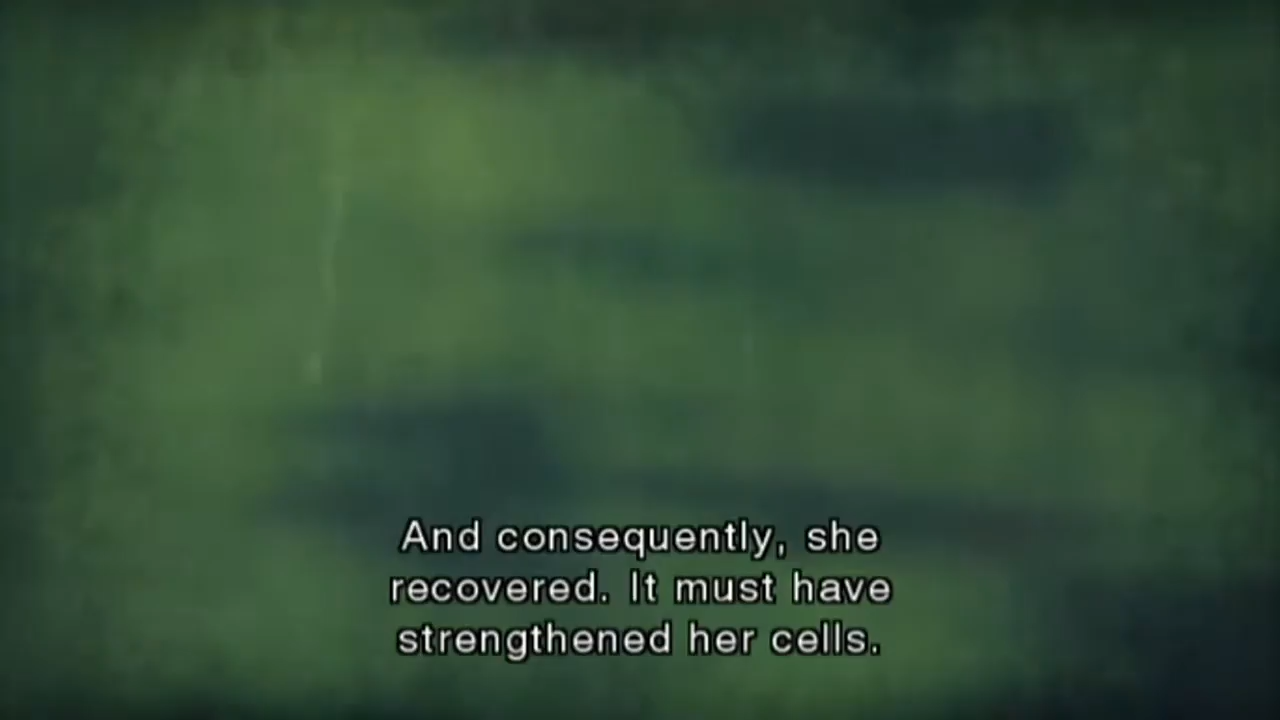 And consequently, she
recovered. It must have
strengthened her cells.